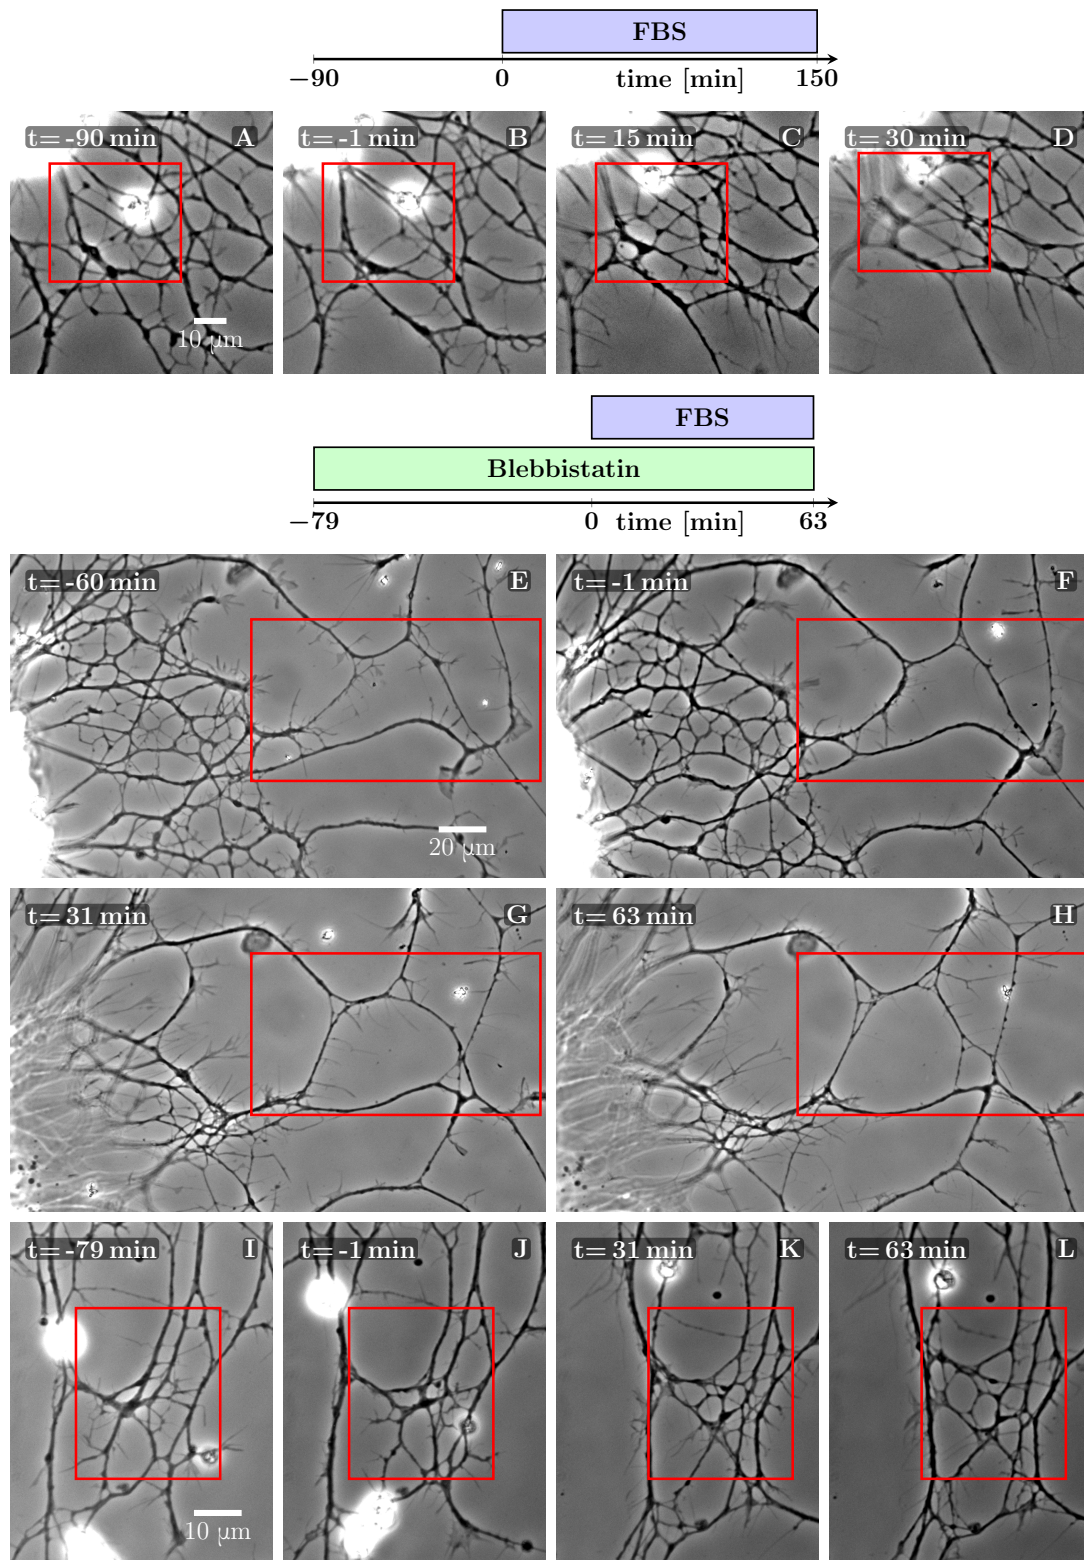 FBS
−90 0 time [min] 150
t= -90 min A
t= -1 min B
t= 15 min C
t= 30 min D
10 μm
FBS
Blebbistatin
−79 0 time [min] 63
t= -60 min E
t= -1 min F
20 μm
t= 31 min G
t= 63 min H
t= -79 min I
t= -1 min J
t= 31 min K
t= 63 min L
10 μm